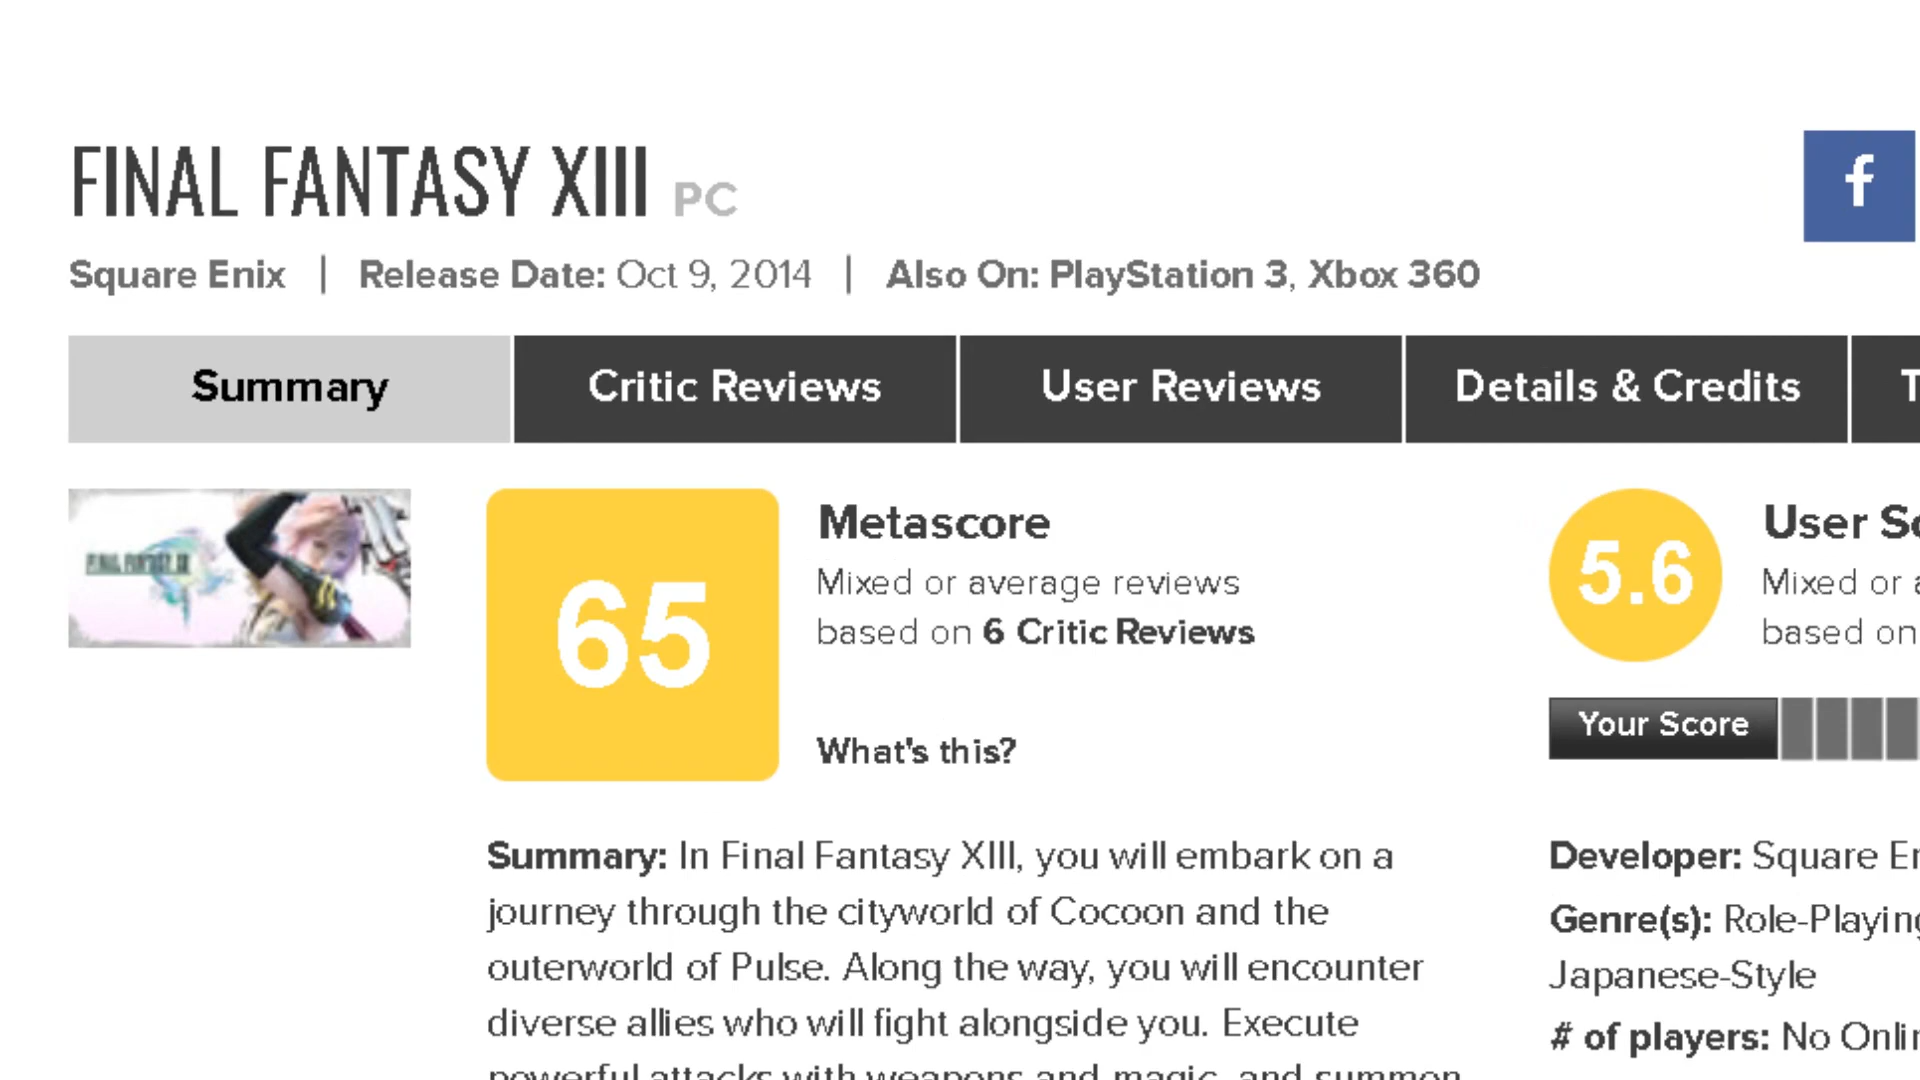 FINAL FANTASY XIII PC
Square Enix | Release Date: Oct 9, 2014 | Also On: PlayStation 3, Xbox 360
Summary Critic Reviews User Reviews Details & Credits T
FINAL FANTASY XIII
65
Metascore
Mixed or average reviews
based on 6 Critic Reviews
What's this?
5.6
User Sc
Mixed or a
based on
Your Score
Summary: In Final Fantasy XIII, you will embark on a
journey through the cityworld of Cocoon and the
outerworld of Pulse. Along the way, you will encounter
diverse allies who will fight alongside you. Execute
powerful attacks with weapons and magic, and summon
Developer: Square En
Genre(s): Role-Playing
Japanese-Style
# of players: No Onlin